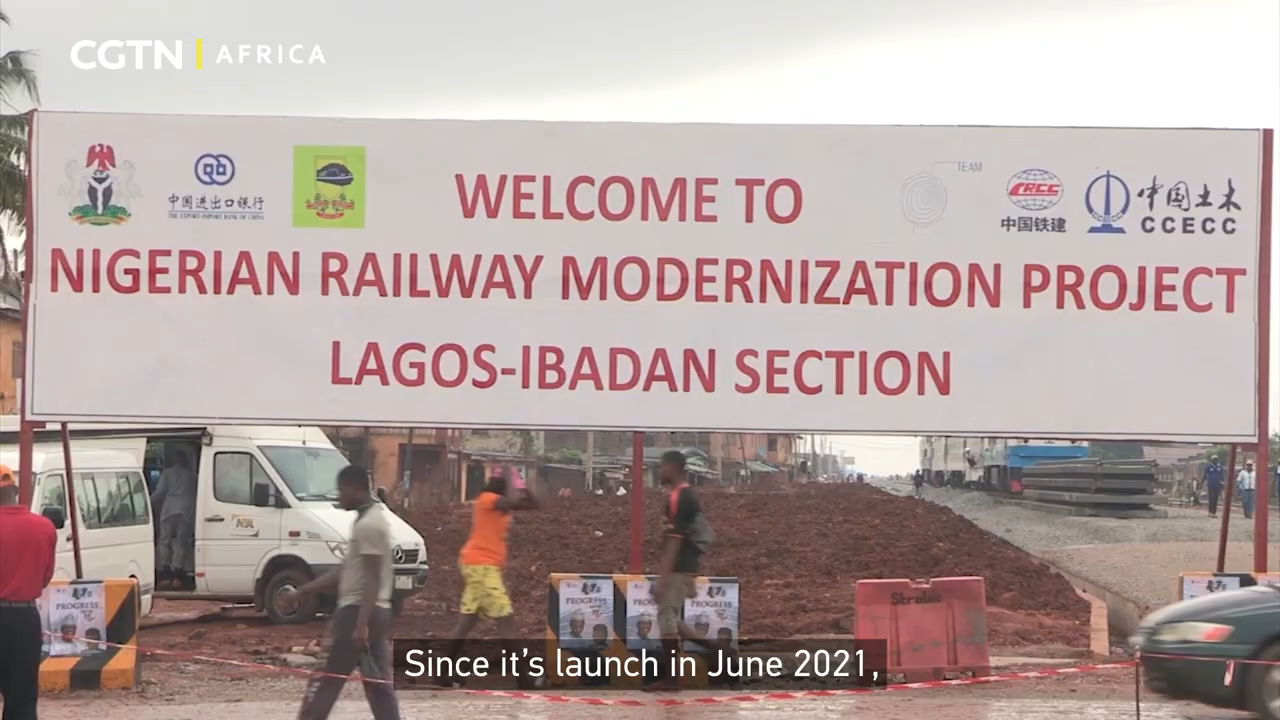 CGTN AFRICA
中国进出口银行
THE EXPORT-IMPORT BANK OF CHINA
WELCOME TO
TEAM
CRCC
中国铁建
CCECC
中国土木
CCECC
NIGERIAN RAILWAY MODERNIZATION PROJECT
LAGOS-IBADAN SECTION
PROGRESS
PROGRESS
PROGRESS
Since it's launch in June 2021,